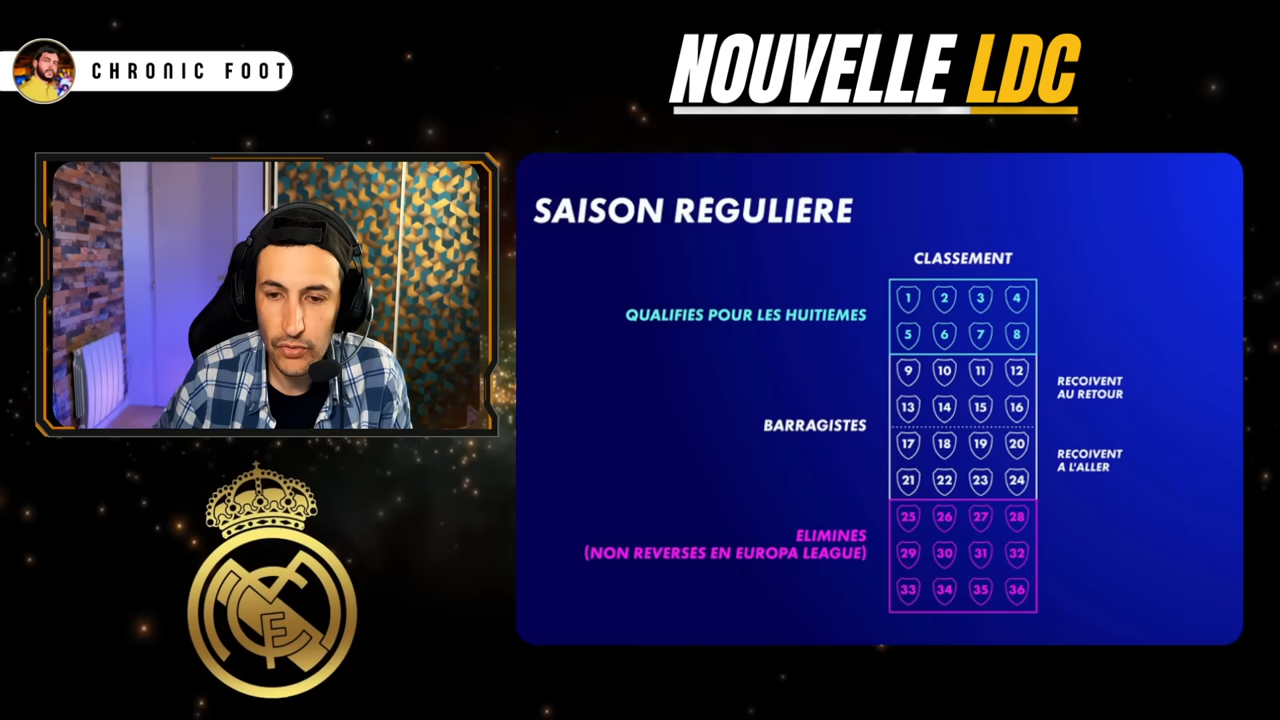 CHRONIC FOOT
NOUVELLE LDC
SAISON REGULIERE
CLASSEMENT
QUALIFIES POUR LES HUITIEMES
1 2 3 4
5 6 7 8
9 10 11 12
RECOIVENT
AU RETOUR
13 14 15 16
BARRAGISTES
17 18 19 20
RECOIVENT
A L'ALLER
21 22 23 24
25 26 27 28
ELIMINES
(NON REVERSES EN EUROPA LEAGUE)
29 30 31 32
33 34 35 36